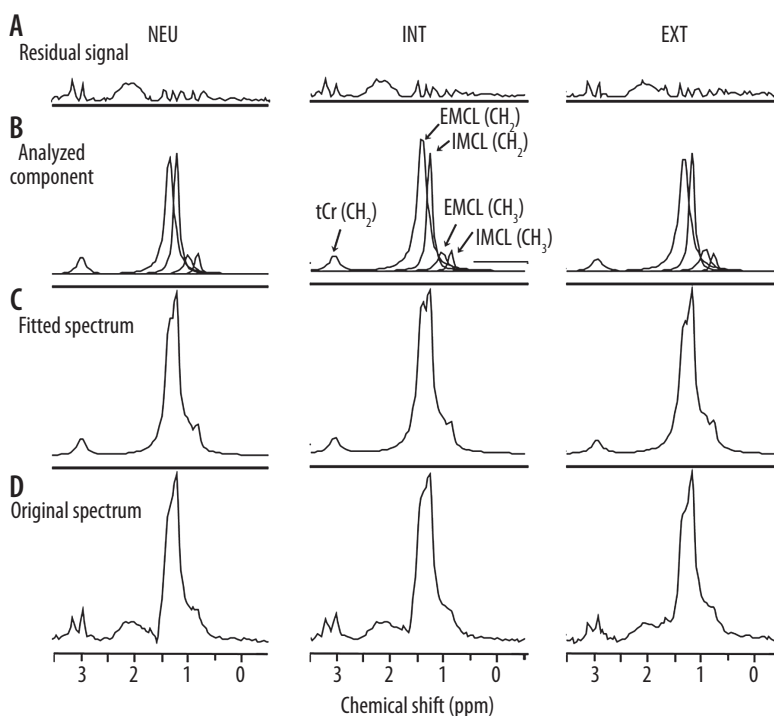 A
NEU INT EXT
Residual signal
B
Analyzed
component
EMCL (CH2)
IMCL (CH2)
tCr (CH2)
EMCL (CH3)
IMCL (CH3)
C
Fitted spectrum
D
Original spectrum
3 2 1 0 3 2 1 0 3 2 1 0
Chemical shift (ppm)